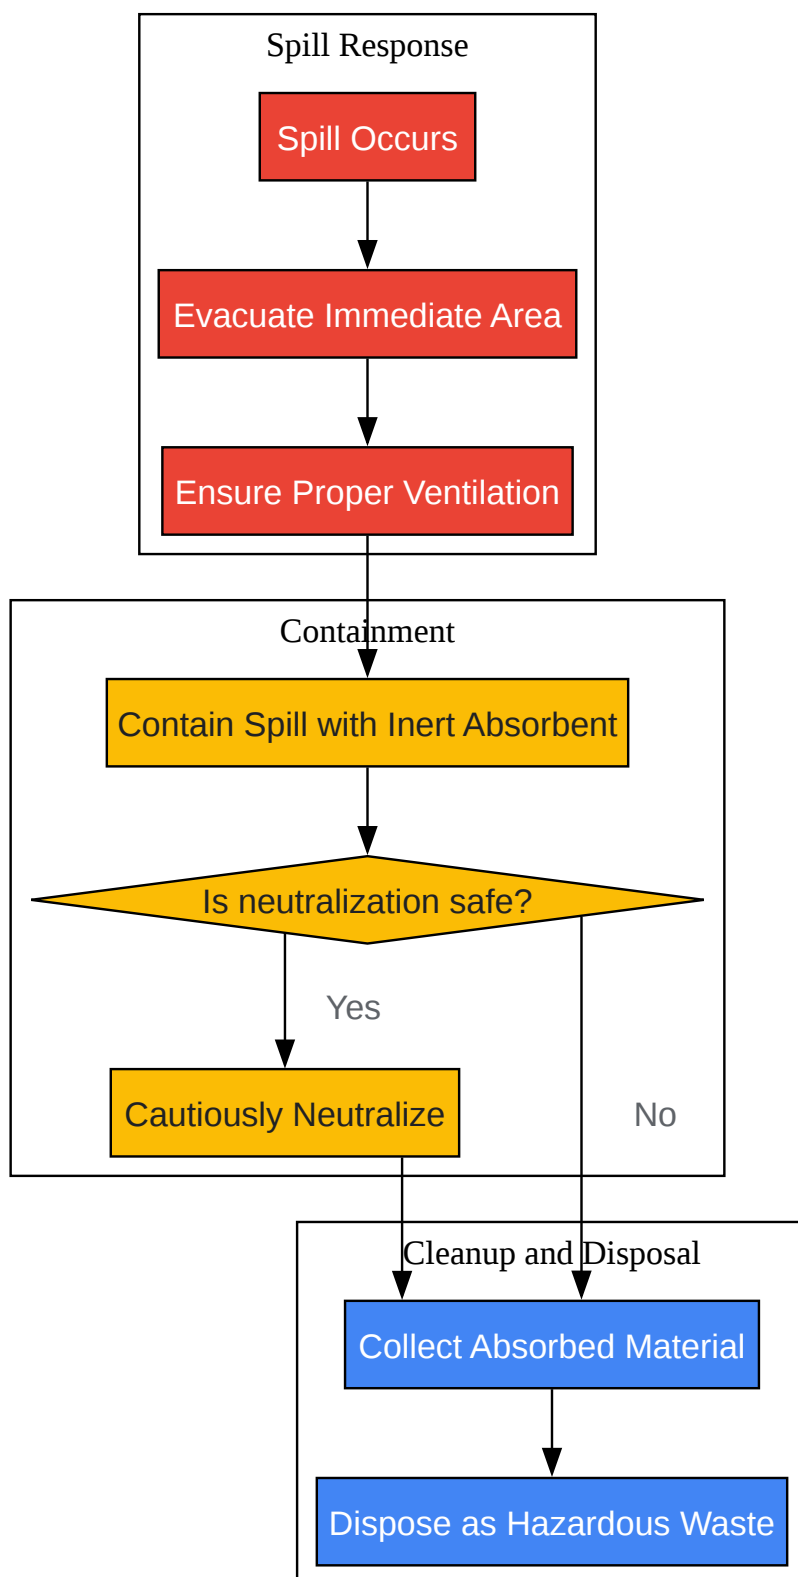 Spill Response
Spill Occurs
Evacuate Immediate Area
Ensure Proper Ventilation
Containment
Contain Spill with Inert Absorbent
Is neutralization safe?
Yes
Cautiously Neutralize
No
Cleanup and Disposal
Collect Absorbed Material
Dispose as Hazardous Waste